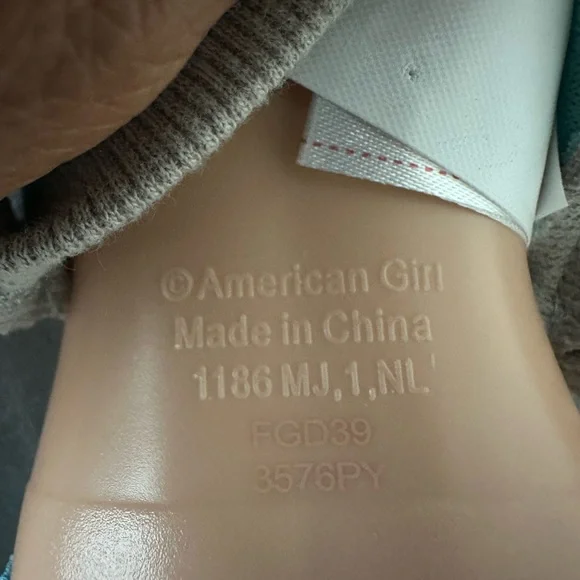 ©American Girl
Made in China
1186 MJ,1,NL
FGD39
3576PY